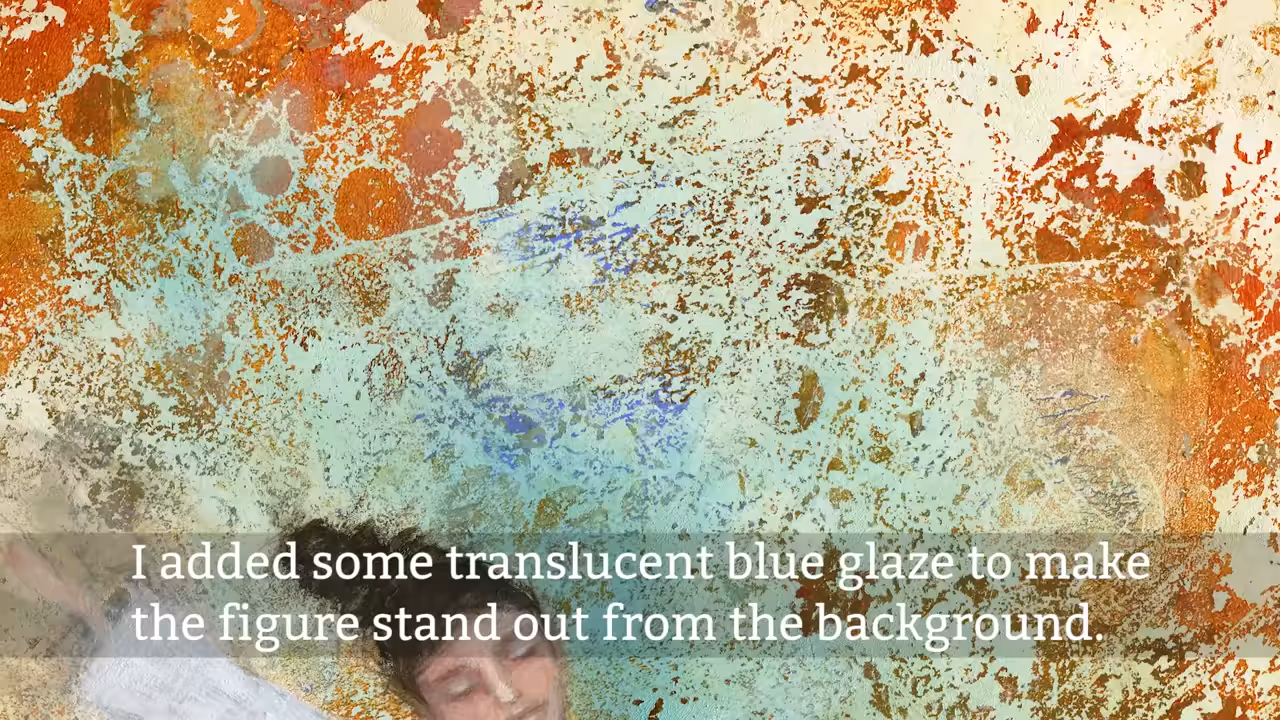 I added some translucent blue glaze to make
the figure stand out from the background.